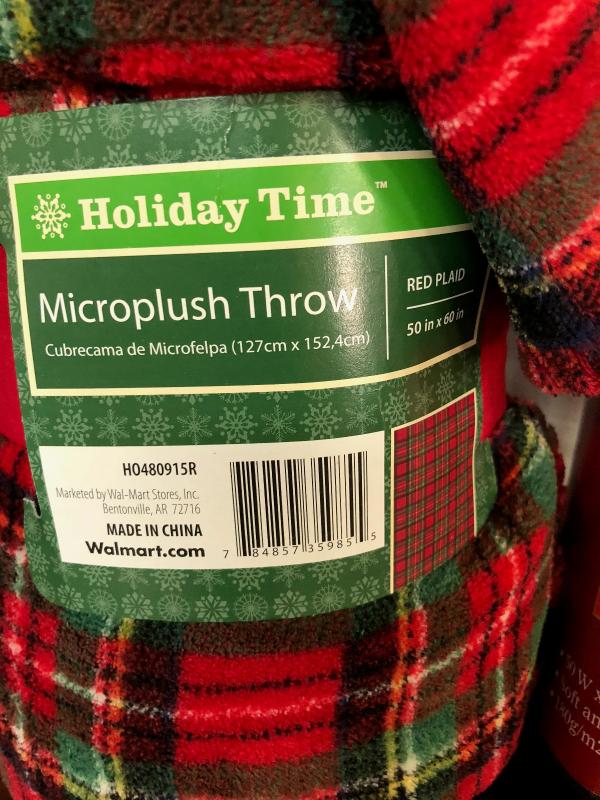 Holiday Time™
Microplush Throw
Cubrecama de Microfelpa (127cm x 152,4cm)
RED PLAID
50 in x 60 in
HO480915R
Marketed by Wal-Mart Stores, Inc.
Bentonville, AR 72716
MADE IN CHINA
Walmart.com
7 84857 35985 5